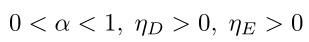 0 < α < 1, η_D > 0, η_E > 0